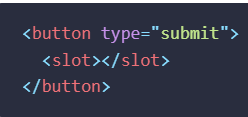 <button type="submit">
  <slot></slot>
</button>